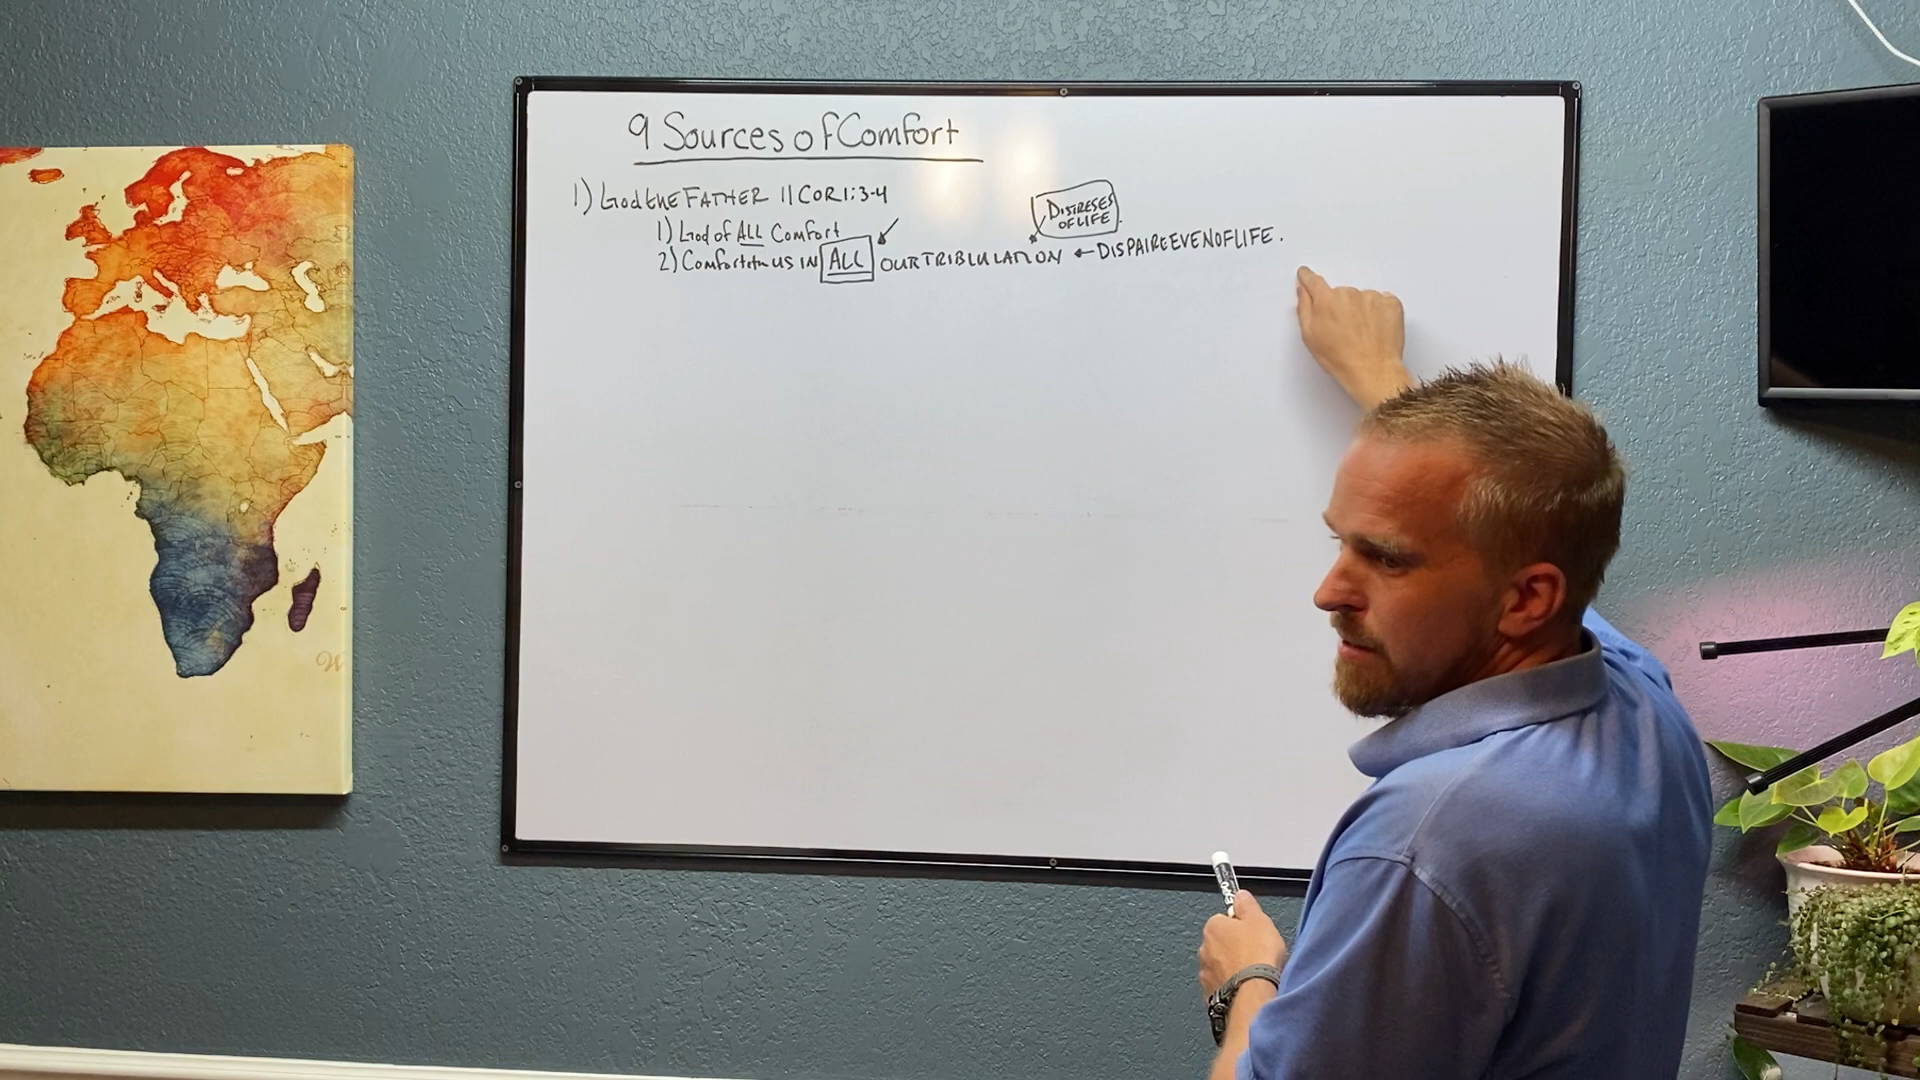 9 Sources of Comfort
1) God the FATHER II COR 1:3-4
DISTRESES
OF LIFE
1) God of ALL Comfort
2) Comforteth us IN ALL OUR TRIBLULATION ← DISPAIRE EVEN OF LIFE.